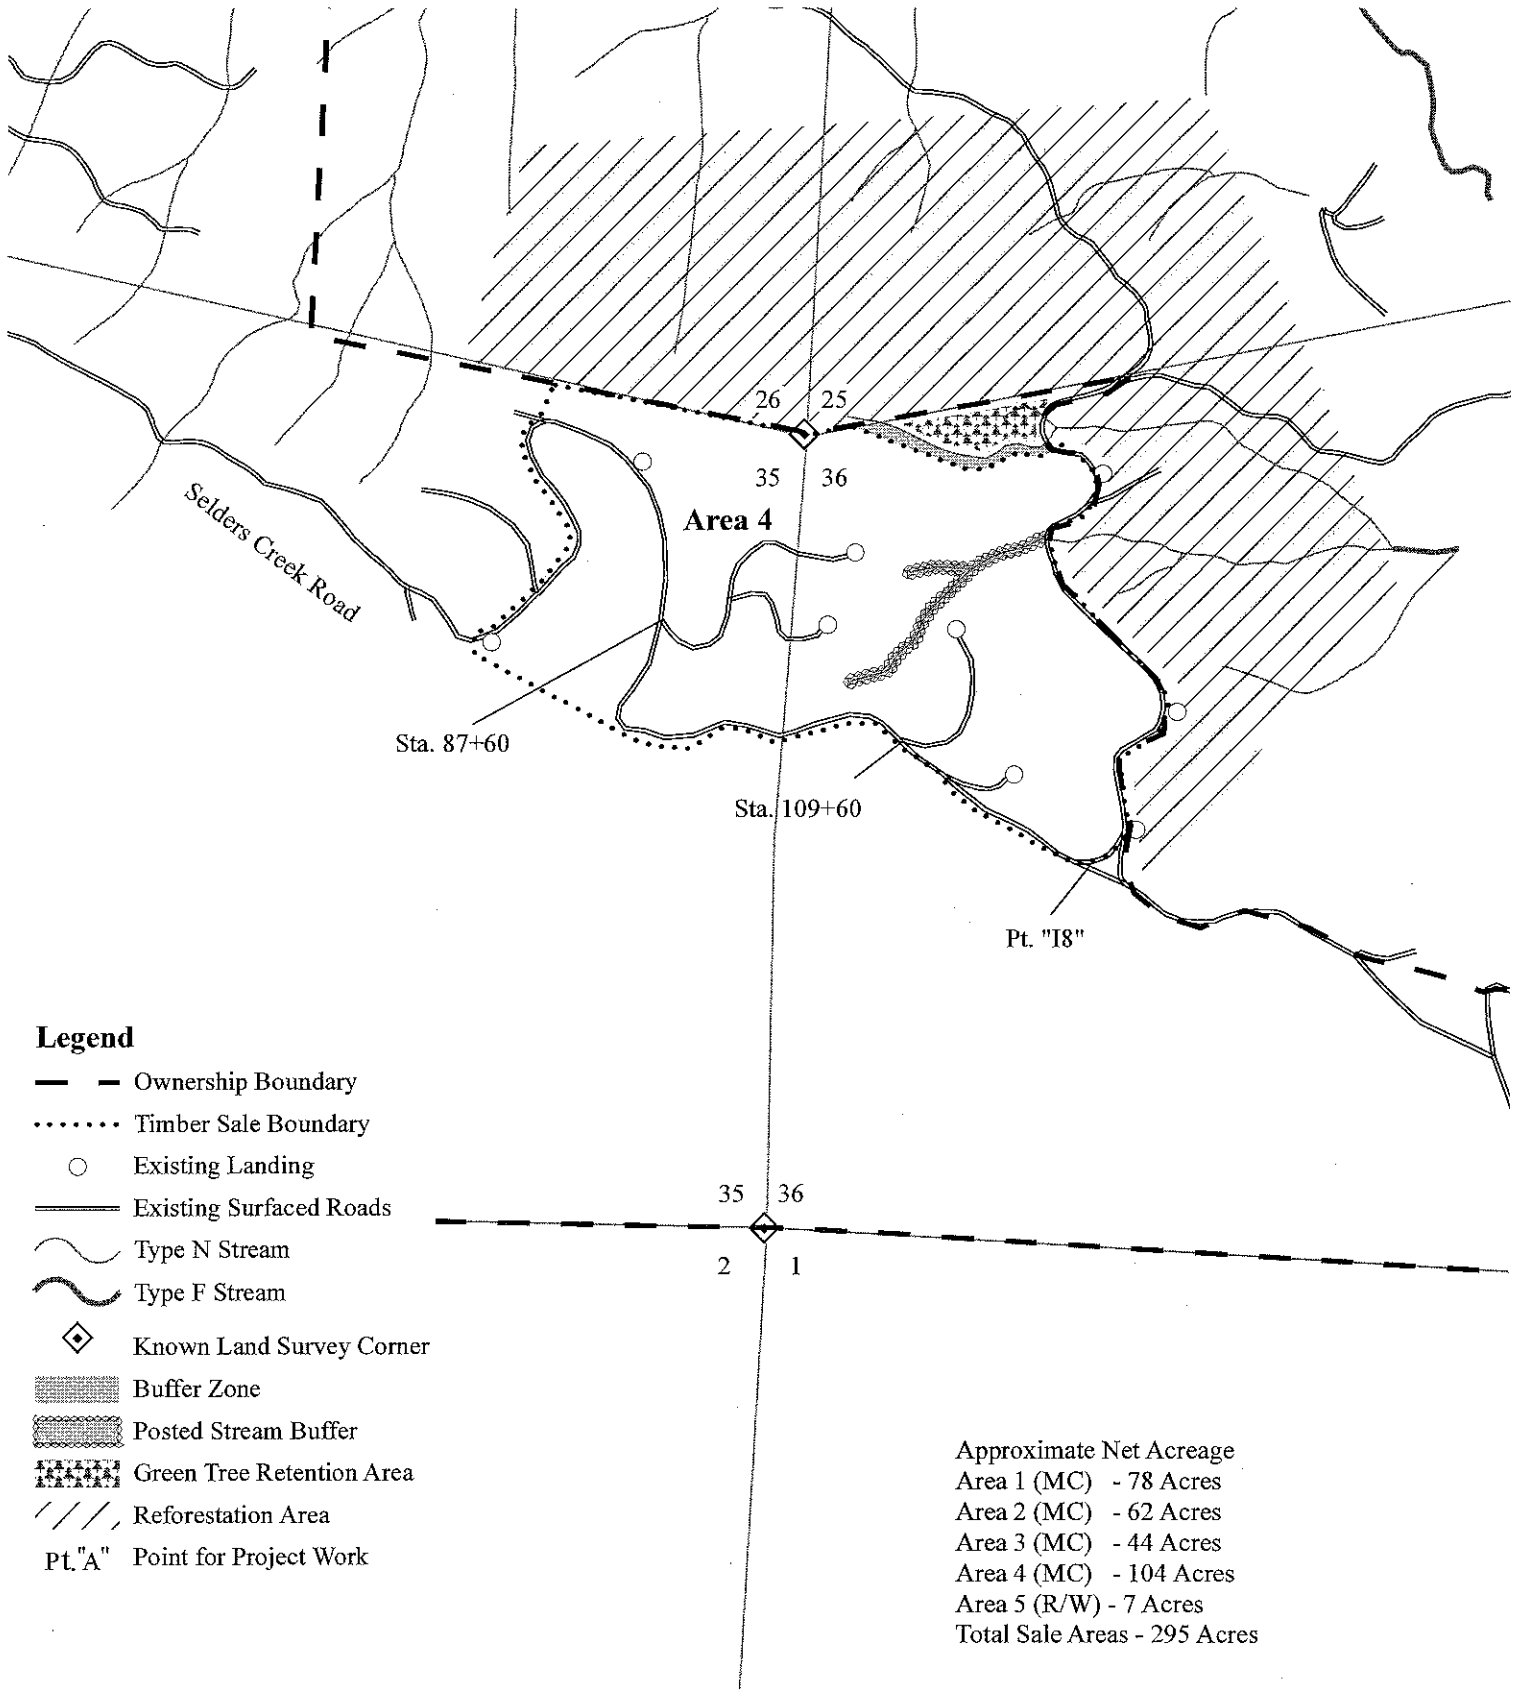 26 25
35 36
Area 4
Selders Creek Road
Sta. 87+60
Sta. 109+60
Pt. "I8"
Legend
Ownership Boundary
Timber Sale Boundary
Existing Landing
Existing Surfaced Roads
Type N Stream
Type F Stream
Known Land Survey Corner
Buffer Zone
Posted Stream Buffer
Green Tree Retention Area
Reforestation Area
Pt."A" Point for Project Work
35 36
2 1
Approximate Net Acreage
Area 1 (MC) - 78 Acres
Area 2 (MC) - 62 Acres
Area 3 (MC) - 44 Acres
Area 4 (MC) - 104 Acres
Area 5 (R/W) - 7 Acres
Total Sale Areas - 295 Acres